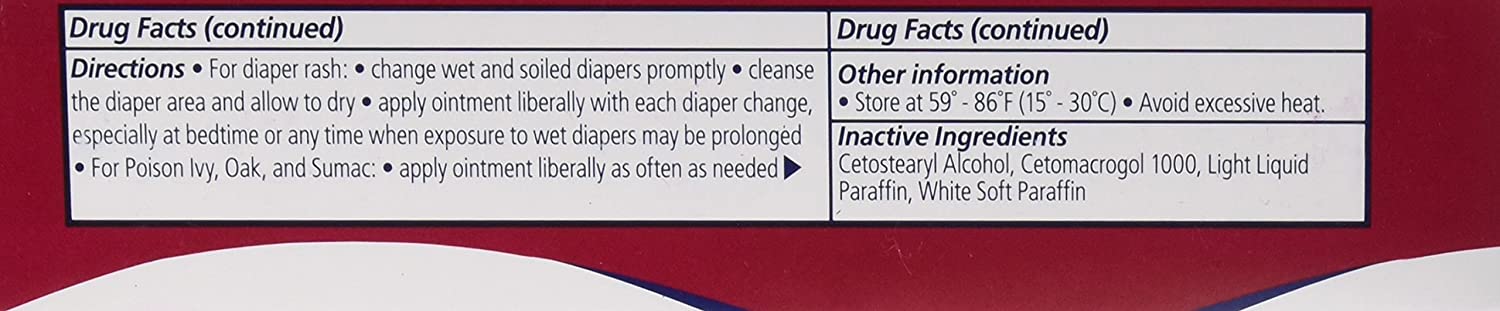 Drug Facts (continued)
Directions • For diaper rash: • change wet and soiled diapers promptly • cleanse
the diaper area and allow to dry • apply ointment liberally with each diaper change,
especially at bedtime or any time when exposure to wet diapers may be prolonged
• For Poison Ivy, Oak, and Sumac: • apply ointment liberally as often as needed ▶
Drug Facts (continued)
Other information
• Store at 59˚ - 86˚F (15˚ - 30˚C) • Avoid excessive heat.
Inactive Ingredients
Cetostearyl Alcohol, Cetomacrogol 1000, Light Liquid
Paraffin, White Soft Paraffin